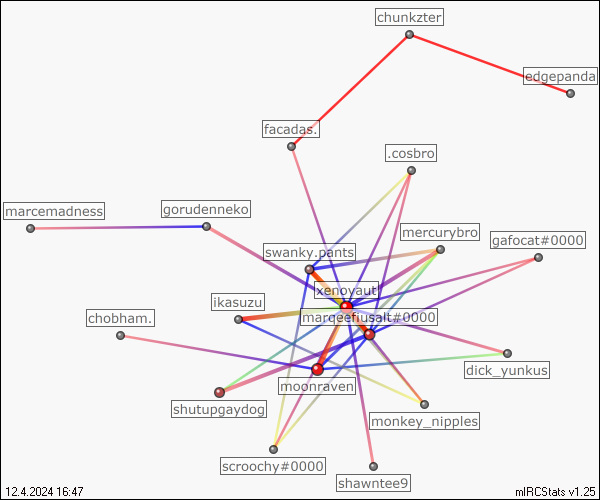 chunkzter
edgepanda
facadas.
.cosbro
marcemadness
gorudenneko
mercurybro
gafocat#0000
swanky.pants
xenoyautl
ikasuzu
chobham.
marqeefiusalt#0000
dick_yunkus
moonraven
shutupgaydog
monkey_nipples
scroochy#0000
shawntee9
12.4.2024 16:47
mIRCStats v1.25